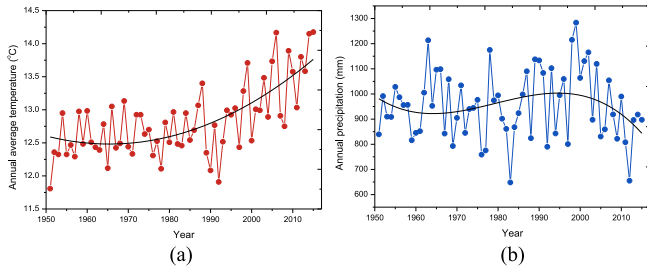 14.5
14.0
13.5
13.0
12.5
12.0
11.5
Annual average temperature (°C)
1950 1960 1970 1980 1990 2000 2010
Year
(a)
1300
1200
1100
1000
900
800
700
600
Annual precipitation (mm)
1950 1960 1970 1980 1990 2000 2010
Year
(b)